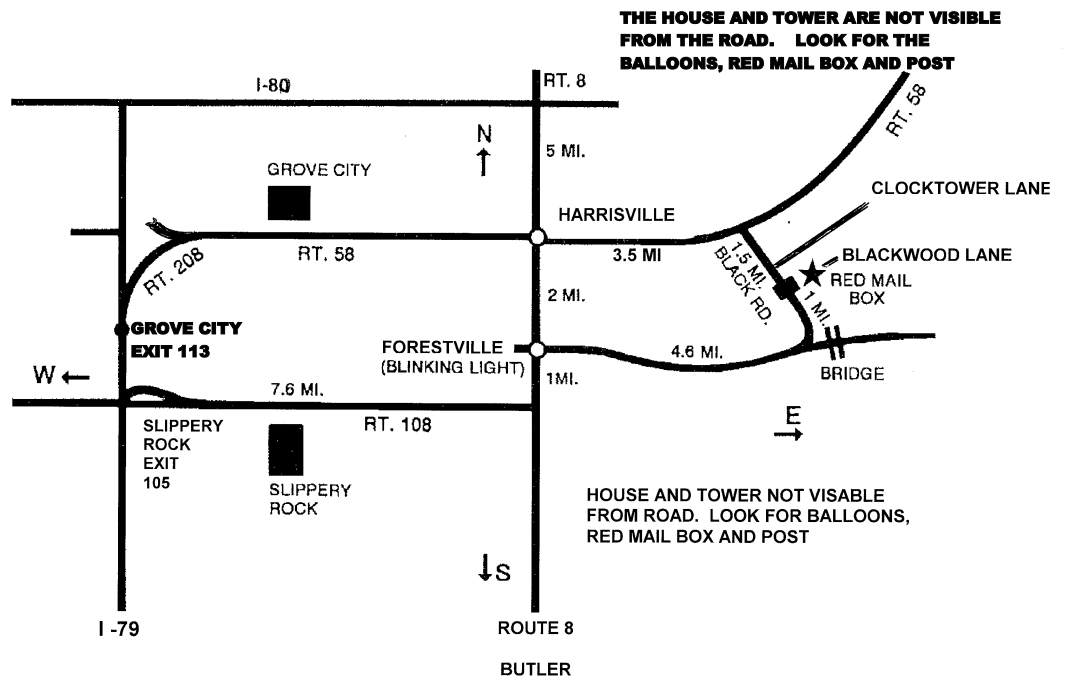 THE HOUSE AND TOWER ARE NOT VISIBLE
FROM THE ROAD. LOOK FOR THE
BALLOONS, RED MAIL BOX AND POST
I-80
RT. 8
RT. 58
N
5 MI.
GROVE CITY
CLOCKTOWER LANE
HARRISVILLE
RT. 58
3.5 MI
RT. 208
1.5 MI.
BLACK RD.
BLACKWOOD LANE
RED MAIL
BOX
1 MI.
2 MI.
GROVE CITY
EXIT 113
FORESTVILLE
(BLINKING LIGHT)
4.6 MI.
BRIDGE
W
7.6 MI.
1MI.
RT. 108
E
SLIPPERY
ROCK
EXIT
105
SLIPPERY
ROCK
HOUSE AND TOWER NOT VISABLE
FROM ROAD. LOOK FOR BALLOONS,
RED MAIL BOX AND POST
S
I -79
ROUTE 8
BUTLER